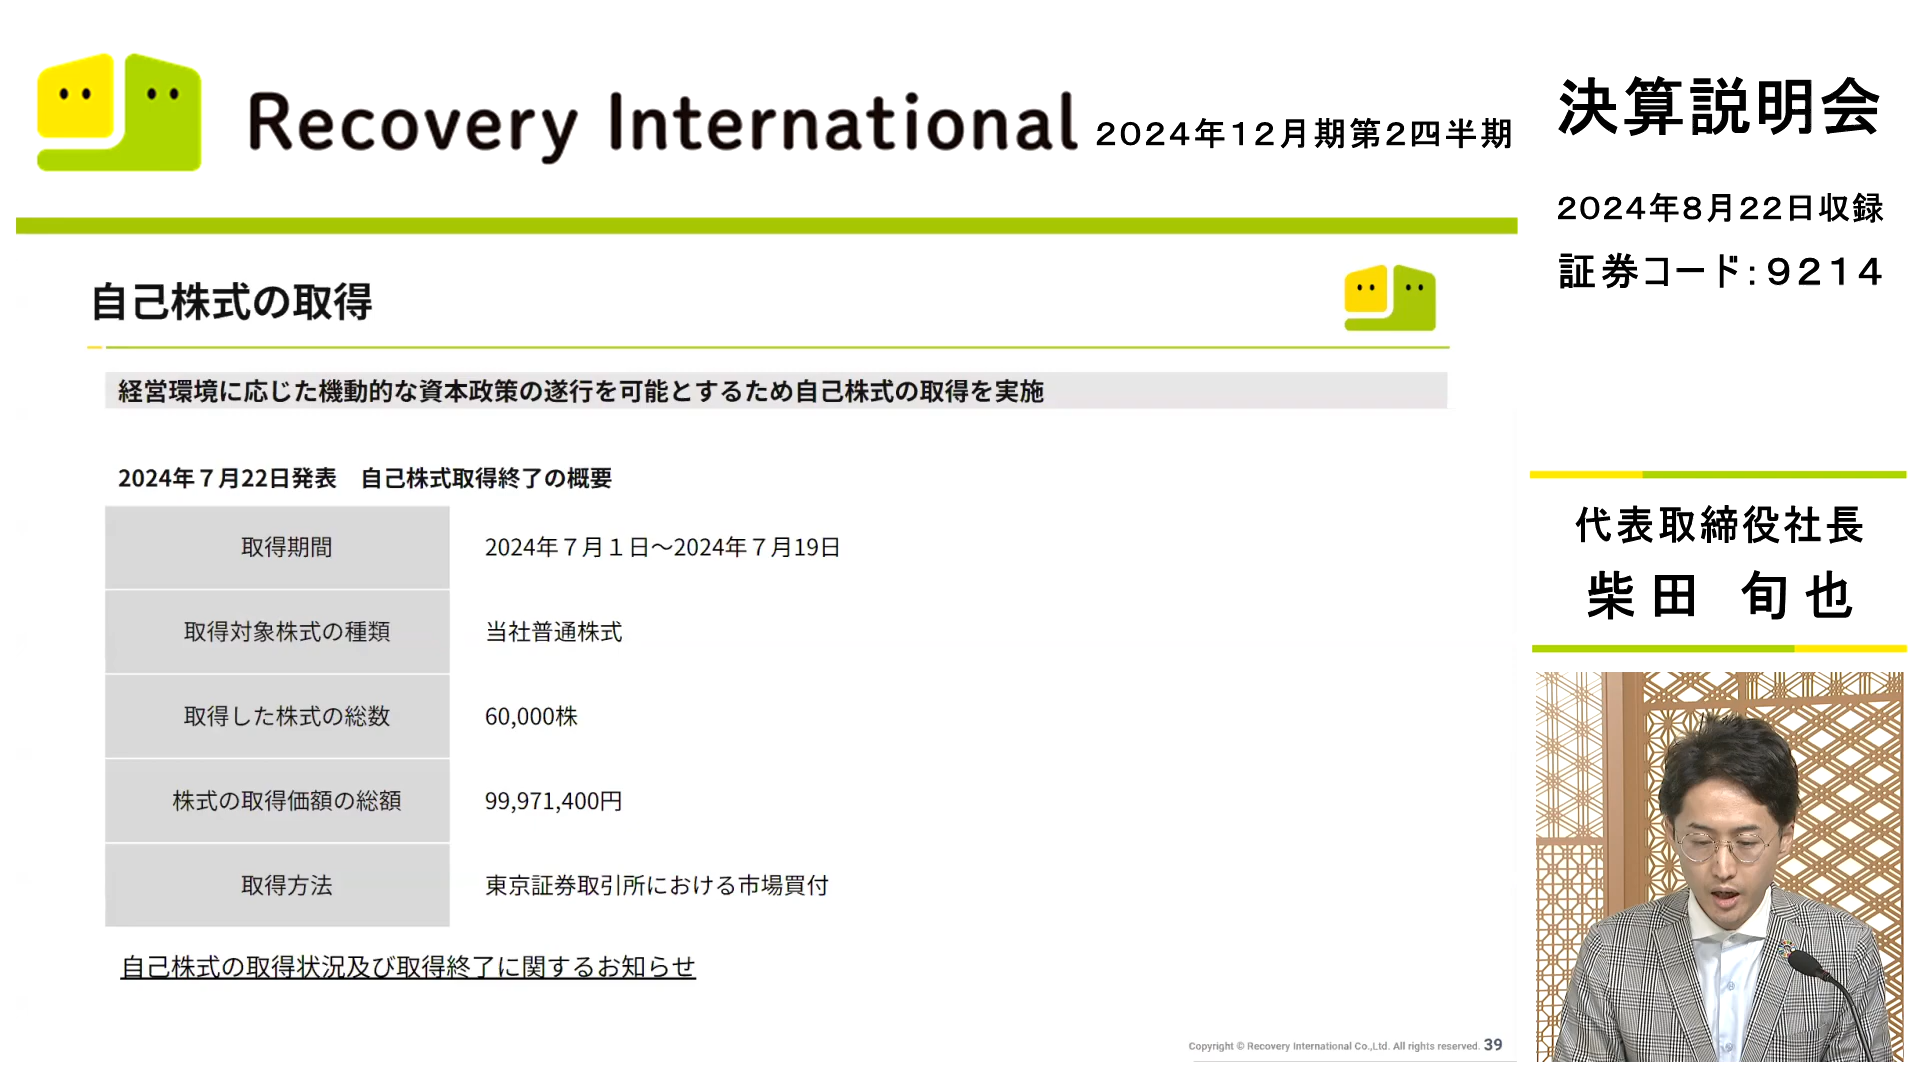 Recovery International 2024年12月期第2四半期
決算説明会
2024年8月22日収録
証券コード:9214
自己株式の取得
経営環境に応じた機動的な資本政策の遂行を可能とするため自己株式の取得を実施
2024年７月22日発表　自己株式取得終了の概要
取得期間 2024年７月１日～2024年７月19日
取得対象株式の種類 当社普通株式
取得した株式の総数 60,000株
株式の取得価額の総額 99,971,400円
取得方法 東京証券取引所における市場買付
自己株式の取得状況及び取得終了に関するお知らせ
Copyright © Recovery International Co.,Ltd. All rights reserved. 39
代表取締役社長
柴田 旬也